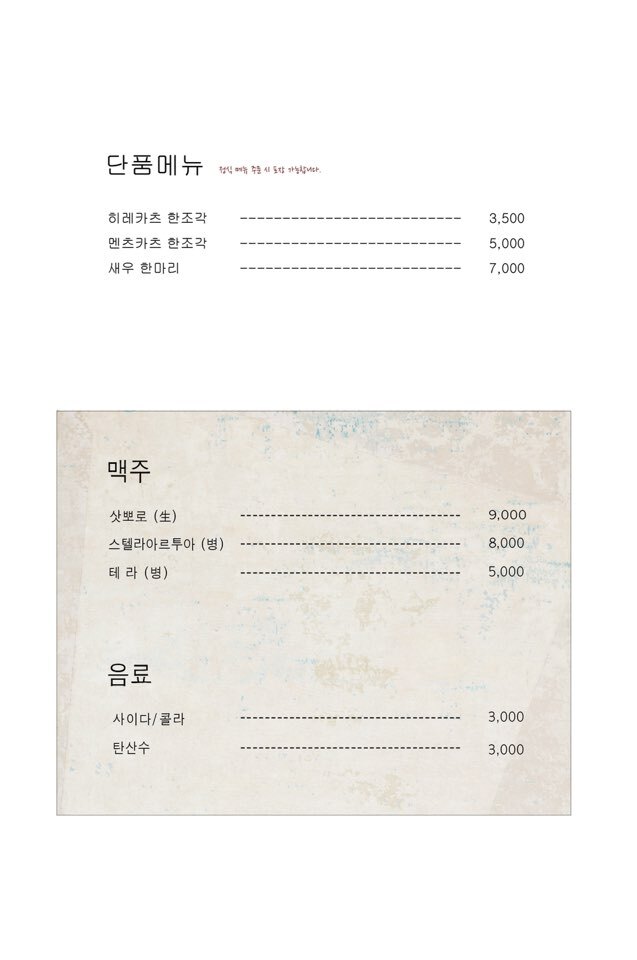 단품메뉴 정식 메뉴 주문 시 포장 가능합니다.
히레카츠 한조각 -------------------------- 3,500
멘츠카츠 한조각 -------------------------- 5,000
새우 한마리 -------------------------- 7,000
맥주
삿뽀로 (生) ------------------------------------ 9,000
스텔라아르투아 (병) ------------------------------------ 8,000
테 라 (병) ------------------------------------ 5,000
음료
사이다/콜라 ------------------------------------ 3,000
탄산수 ------------------------------------ 3,000